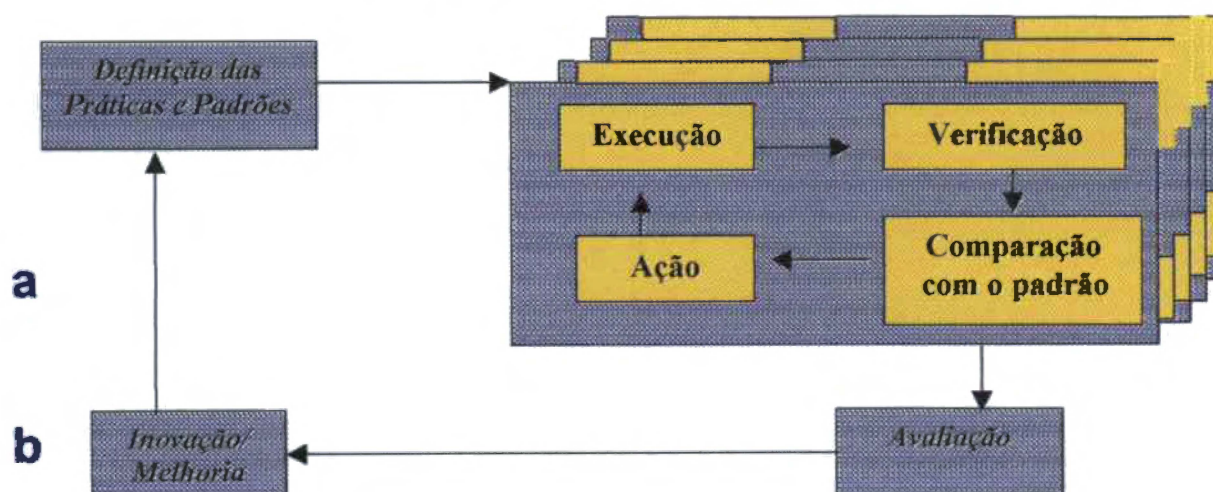 Definição das
Práticas e Padrões
Execução
Verificação
Ação
Comparação
com o padrão
a
b
Inovação/
Melhoria
Avaliação